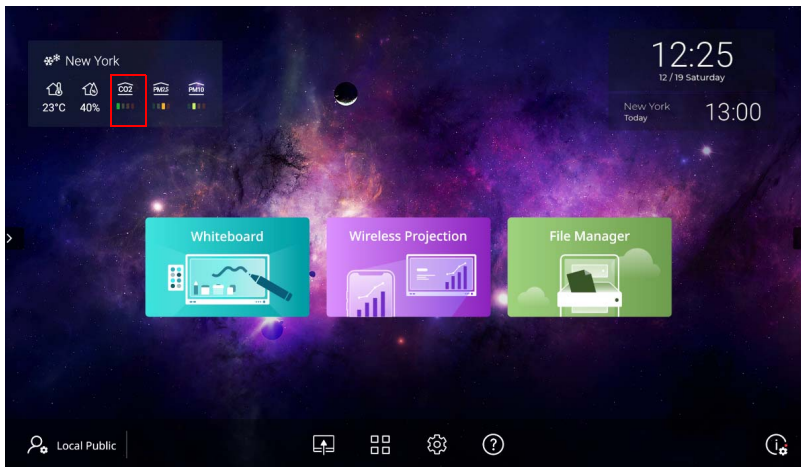 New York
CO2
PM2.5
PM10
23°C
40%
12:25
12 / 19 Saturday
New York
Today
13:00
Whiteboard
Wireless Projection
File Manager
Local Public